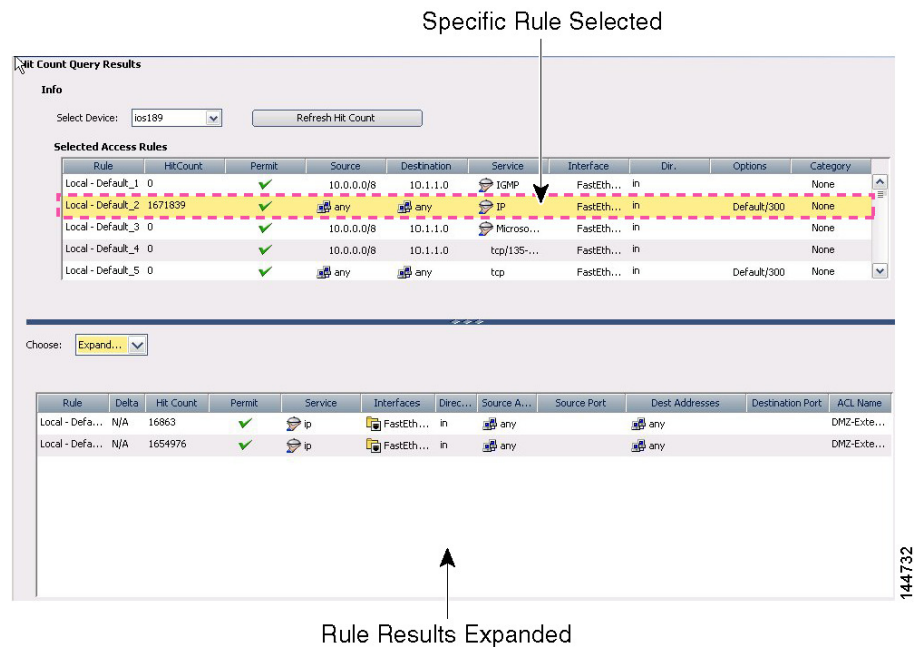 Specific Rule Selected
Hit Count Query Results
Info
Select Device: ios189 Refresh Hit Count
Selected Access Rules
Rule HitCount Permit Source Destination Service Interface Dir. Options Category
Local - Default_1 0 10.0.0.0/8 10.1.1.0 IGMP FastEth... in None
Local - Default_2 1671839 any any IP FastEth... in Default/300 None
Local - Default_3 0 10.0.0.0/8 10.1.1.0 Microso... FastEth... in None
Local - Default_4 0 10.0.0.0/8 10.1.1.0 tcp/135-... FastEth... in None
Local - Default_5 0 any any tcp FastEth... in Default/300 None
Choose: Expand...
Rule Delta Hit Count Permit Service Interfaces Direc... Source A... Source Port Dest Addresses Destination Port ACL Name
Local - Defa... N/A 16863 ip FastEth... in any any DMZ-Exte...
Local - Defa... N/A 1654976 ip FastEth... in any any DMZ-Exte...
144732
Rule Results Expanded